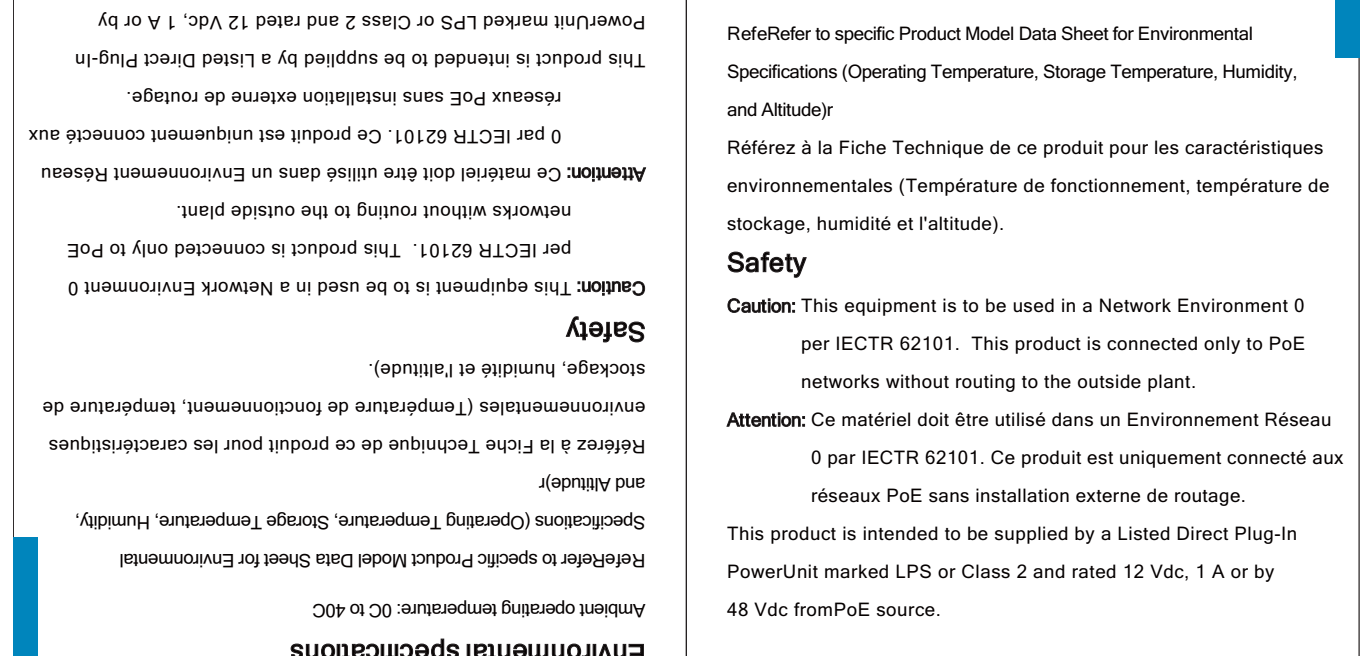 Environmental specifications
Ambient operating temperature: 0C to 40C
RefeRefer to specific Product Model Data Sheet for Environmental
Specifications (Operating Temperature, Storage Temperature, Humidity,
and Altitude)r
Référez à la Fiche Technique de ce produit pour les caractéristiques
environnementales (Température de fonctionnement, température de
stockage, humidité et l'altitude).
Safety
Caution: This equipment is to be used in a Network Environment 0
per IECTR 62101.  This product is connected only to PoE
networks without routing to the outside plant.
Attention: Ce matériel doit être utilisé dans un Environnement Réseau
0 par IECTR 62101. Ce produit est uniquement connecté aux
réseaux PoE sans installation externe de routage.
This product is intended to be supplied by a Listed Direct Plug-In
PowerUnit marked LPS or Class 2 and rated 12 Vdc, 1 A or by
RefeRefer to specific Product Model Data Sheet for Environmental
Specifications (Operating Temperature, Storage Temperature, Humidity,
and Altitude)r
Référez à la Fiche Technique de ce produit pour les caractéristiques
environnementales (Température de fonctionnement, température de
stockage, humidité et l'altitude).
Safety
Caution: This equipment is to be used in a Network Environment 0
per IECTR 62101.  This product is connected only to PoE
networks without routing to the outside plant.
Attention: Ce matériel doit être utilisé dans un Environnement Réseau
0 par IECTR 62101. Ce produit est uniquement connecté aux
réseaux PoE sans installation externe de routage.
This product is intended to be supplied by a Listed Direct Plug-In
PowerUnit marked LPS or Class 2 and rated 12 Vdc, 1 A or by
48 Vdc fromPoE source.